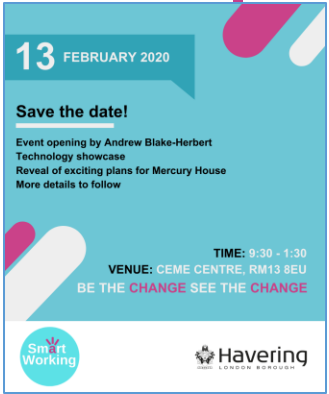 13 FEBRUARY 2020
Save the date!
Event opening by Andrew Blake-Herbert
Technology showcase
Reveal of exciting plans for Mercury House
More details to follow
TIME: 9:30 - 1:30
VENUE: CEME CENTRE, RM13 8EU
BE THE CHANGE SEE THE CHANGE
Smart
Working
Havering
LONDON BOROUGH